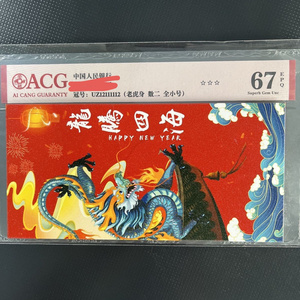 ACG
AI CANG GUARANTY
中国人民银行
冠号：UZ12111112（老虎身 数二 全小号）
☆☆☆
67 EPQ
Superb Gem Unc
龍騰四海
HAPPY NEW YEAR